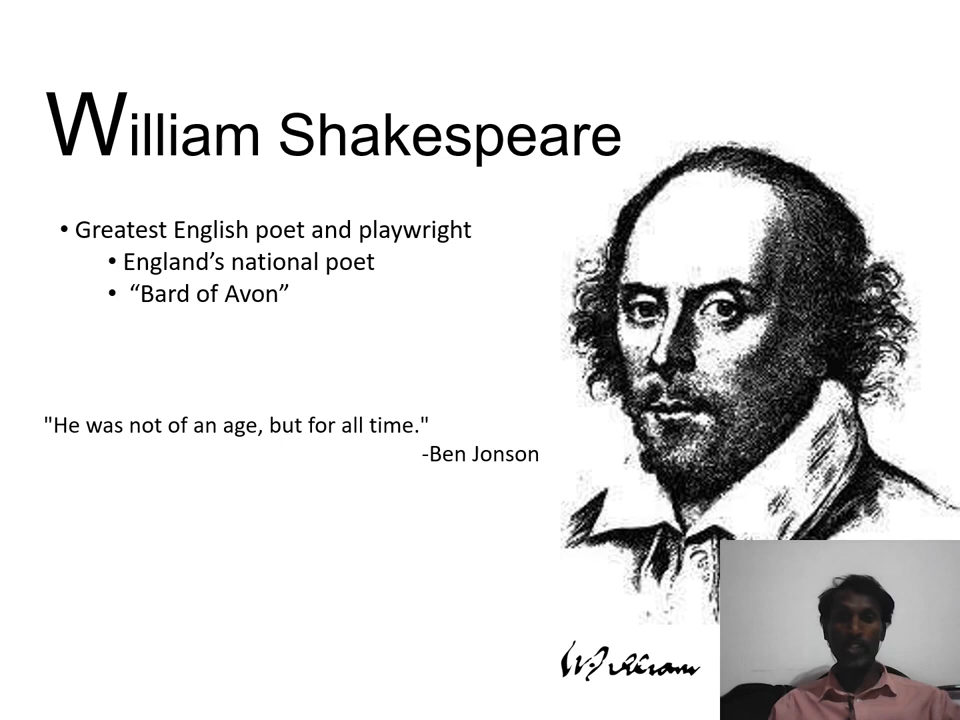 William Shakespeare
• Greatest English poet and playwright
• England’s national poet
• “Bard of Avon”
"He was not of an age, but for all time."
-Ben Jonson
William